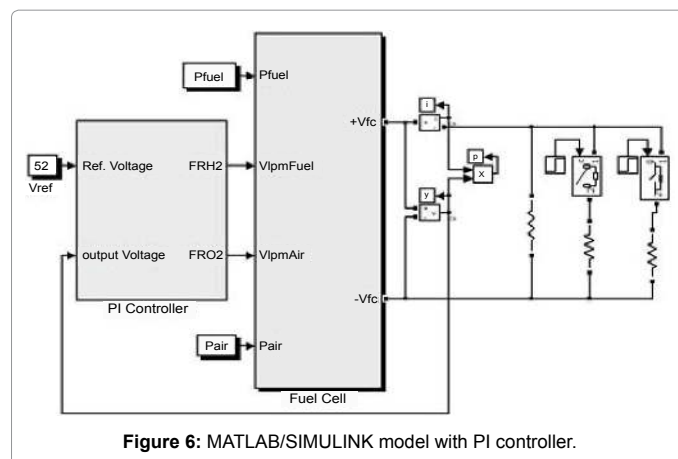 Pfuel
Pfuel
+Vfc
i
p
52
Vref
Ref. Voltage
FRH2
VlpmFuel
X
y
output Voltage
FRO2
VlpmAir
PI Controller
-Vfc
Pair
Pair
Fuel Cell
Figure 6: MATLAB/SIMULINK model with PI controller.